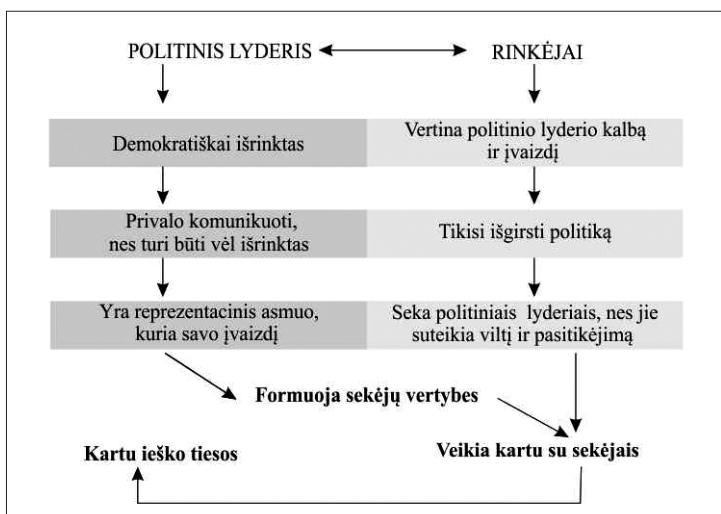 POLITINIS LYDERIS
RINKĖJAI
Demokratiškai išrinktas
Vertina politinio lyderio kalbą
ir įvaizdį
Privalo komunikuoti,
nes turi būti vėl išrinktas
Tikisi išgirsti politiką
Yra reprezentacinis asmuo,
kuria savo įvaizdį
Seka politiniais lyderiais, nes jie
suteikia viltį ir pasitikėjimą
Formuoja sekėjų vertybes
Kartu ieško tiesos
Veikia kartu su sekėjais